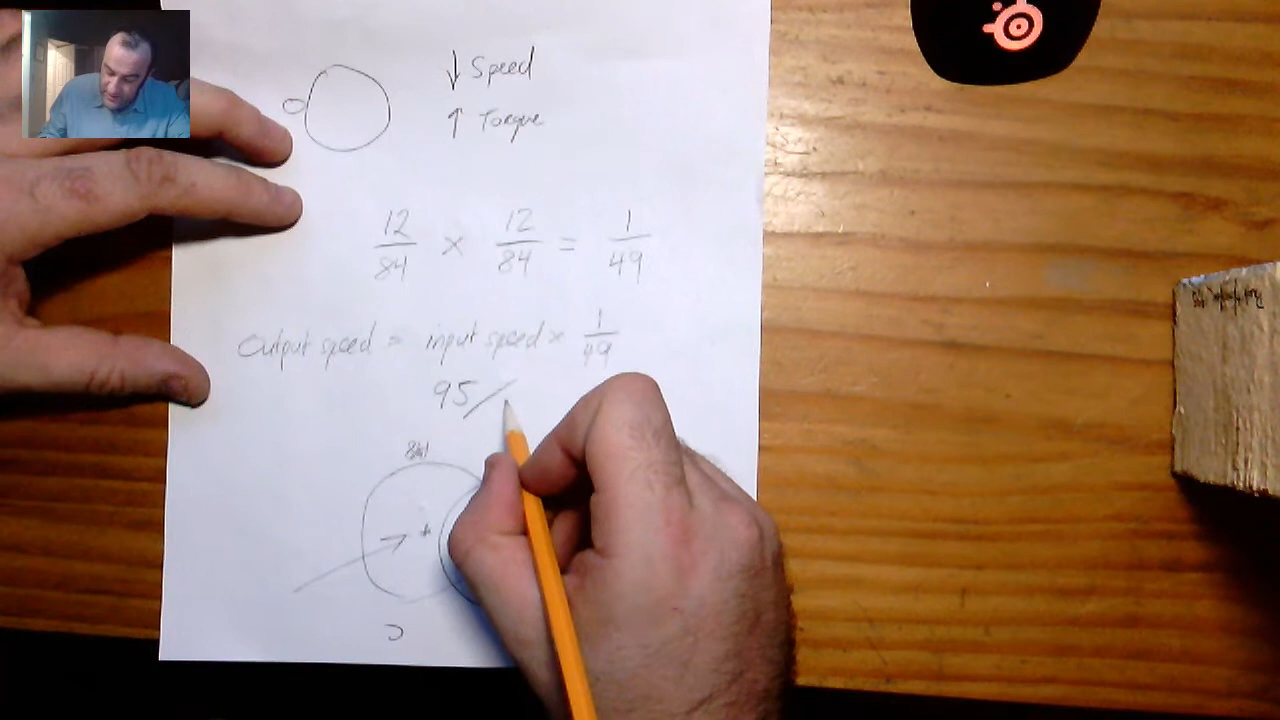 ↓ Speed
↑ Torque
12/84 × 12/84 = 1/49
output speed = input speed × 1/49
95 /
84